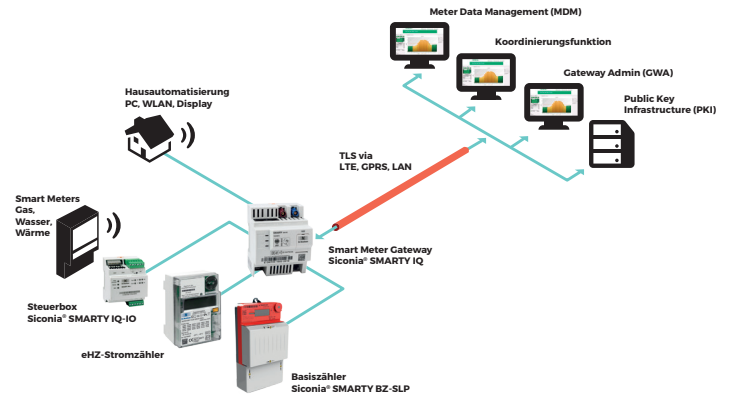 Meter Data Management (MDM)
Koordinierungsfunktion
Gateway Admin (GWA)
Public Key
Infrastructure (PKI)
Hausautomatisierung
PC, WLAN, Display
TLS via
LTE, GPRS, LAN
Smart Meters
Gas,
Wasser,
Wärme
Smart Meter Gateway
Siconia® SMARTY IQ
Steuerbox
Siconia® SMARTY IQ-IO
eHZ-Stromzähler
Basiszähler
Siconia® SMARTY BZ-SLP